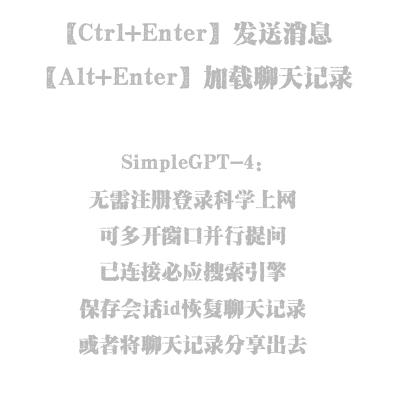 【Ctrl+Enter】发送消息
【Alt+Enter】加载聊天记录
SimpleGPT-4:
无需注册登录科学上网
可多开窗口并行提问
已连接必应搜索引擎
保存会话id恢复聊天记录
或者将聊天记录分享出去